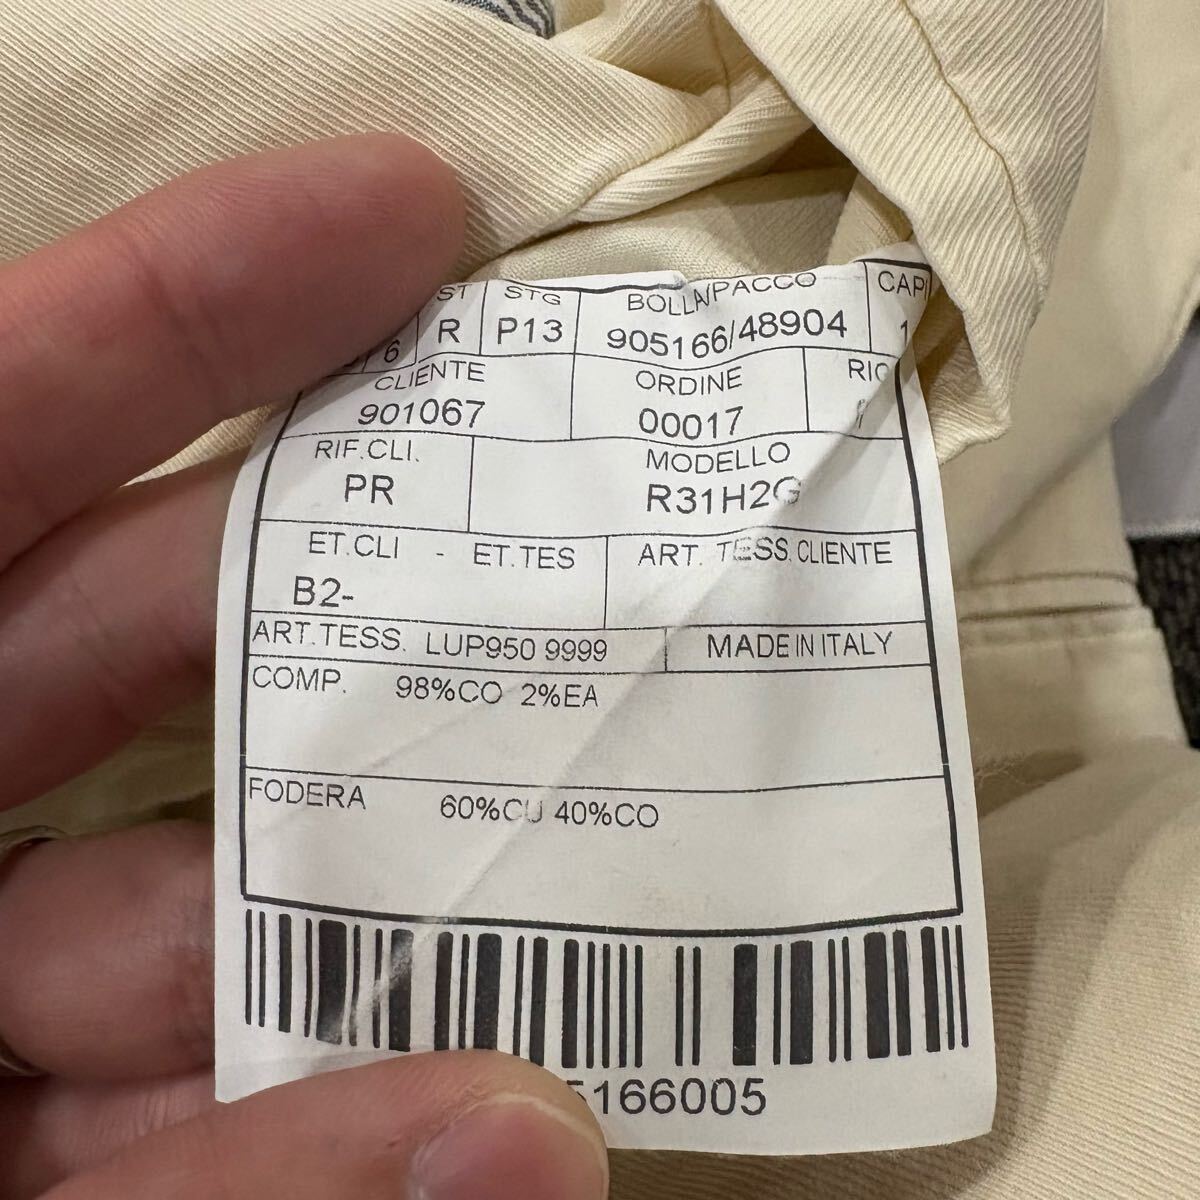 ST STG BOLLA/PACCO CAPI
6 R P13 905166/48904 1
CLIENTE ORDINE
901067 00017
RIF.CLI. MODELLO
PR R31H2G
ET.CLI - ET.TES ART. TESS. CLIENTE
B2-
ART.TESS. LUP950 9999 MADE IN ITALY
COMP. 98%CO 2%EA
FODERA 60%CU 40%CO
5166005